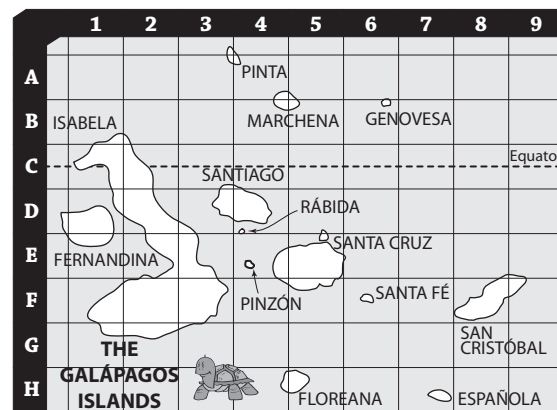 1 2 3 4 5 6 7 8 9
A
PINTA
B
ISABELA
MARCHENA
GENOVESA
C
Equato
SANTIAGO
D
RÁBIDA
SANTA CRUZ
E
FERNANDINA
PINZÓN
SANTA FÉ
F
SAN
CRISTÓBAL
G
THE
GALÁPAGOS
ISLANDS
H
FLOREANA
ESPAÑOLA